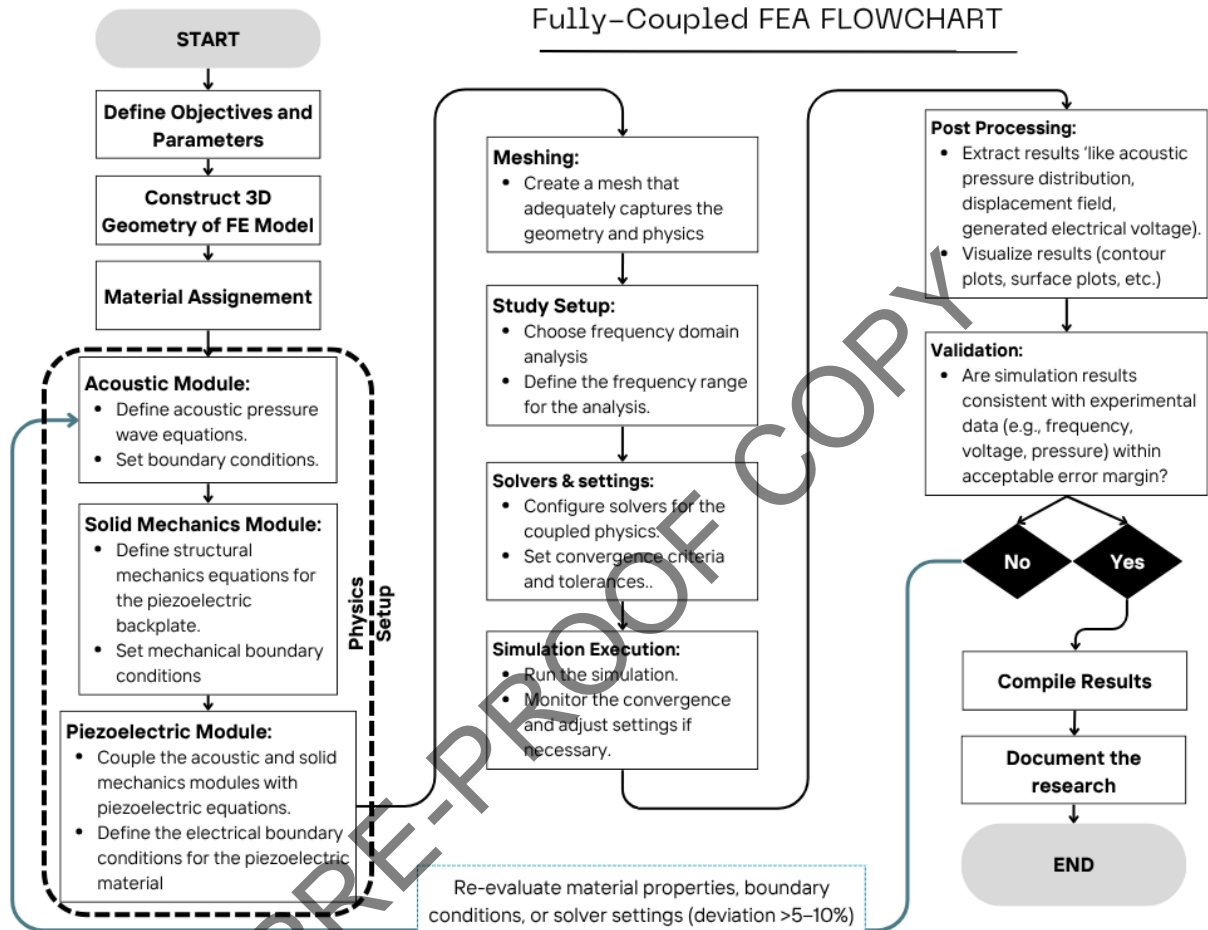 Fully-Coupled FEA FLOWCHART
START
Define Objectives and
Parameters
Construct 3D
Geometry of FE Model
Material Assignement
Acoustic Module:
• Define acoustic pressure
wave equations.
• Set boundary conditions.
Solid Mechanics Module:
• Define structural
mechanics equations for
the piezoelectric
backplate.
• Set mechanical boundary
conditions
Piezoelectric Module:
• Couple the acoustic and solid
mechanics modules with
piezoelectric equations.
• Define the electrical boundary
conditions for the piezoelectric
material
Physics
Setup
Meshing:
• Create a mesh that
adequately captures the
geometry and physics
Study Setup:
• Choose frequency domain
analysis
• Define the frequency range
for the analysis.
Solvers & settings:
• Configure solvers for the
coupled physics.
• Set convergence criteria
and tolerances..
Simulation Execution:
• Run the simulation.
• Monitor the convergence
and adjust settings if
necessary.
Post Processing:
• Extract results ‘like acoustic
pressure distribution,
displacement field,
generated electrical voltage).
• Visualize results (contour
plots, surface plots, etc.)
Validation:
• Are simulation results
consistent with experimental
data (e.g., frequency,
voltage, pressure) within
acceptable error margin?
No
Yes
Compile Results
Document the
research
END
Re-evaluate material properties, boundary
conditions, or solver settings (deviation >5–10%)
PRE-PROOF COPY